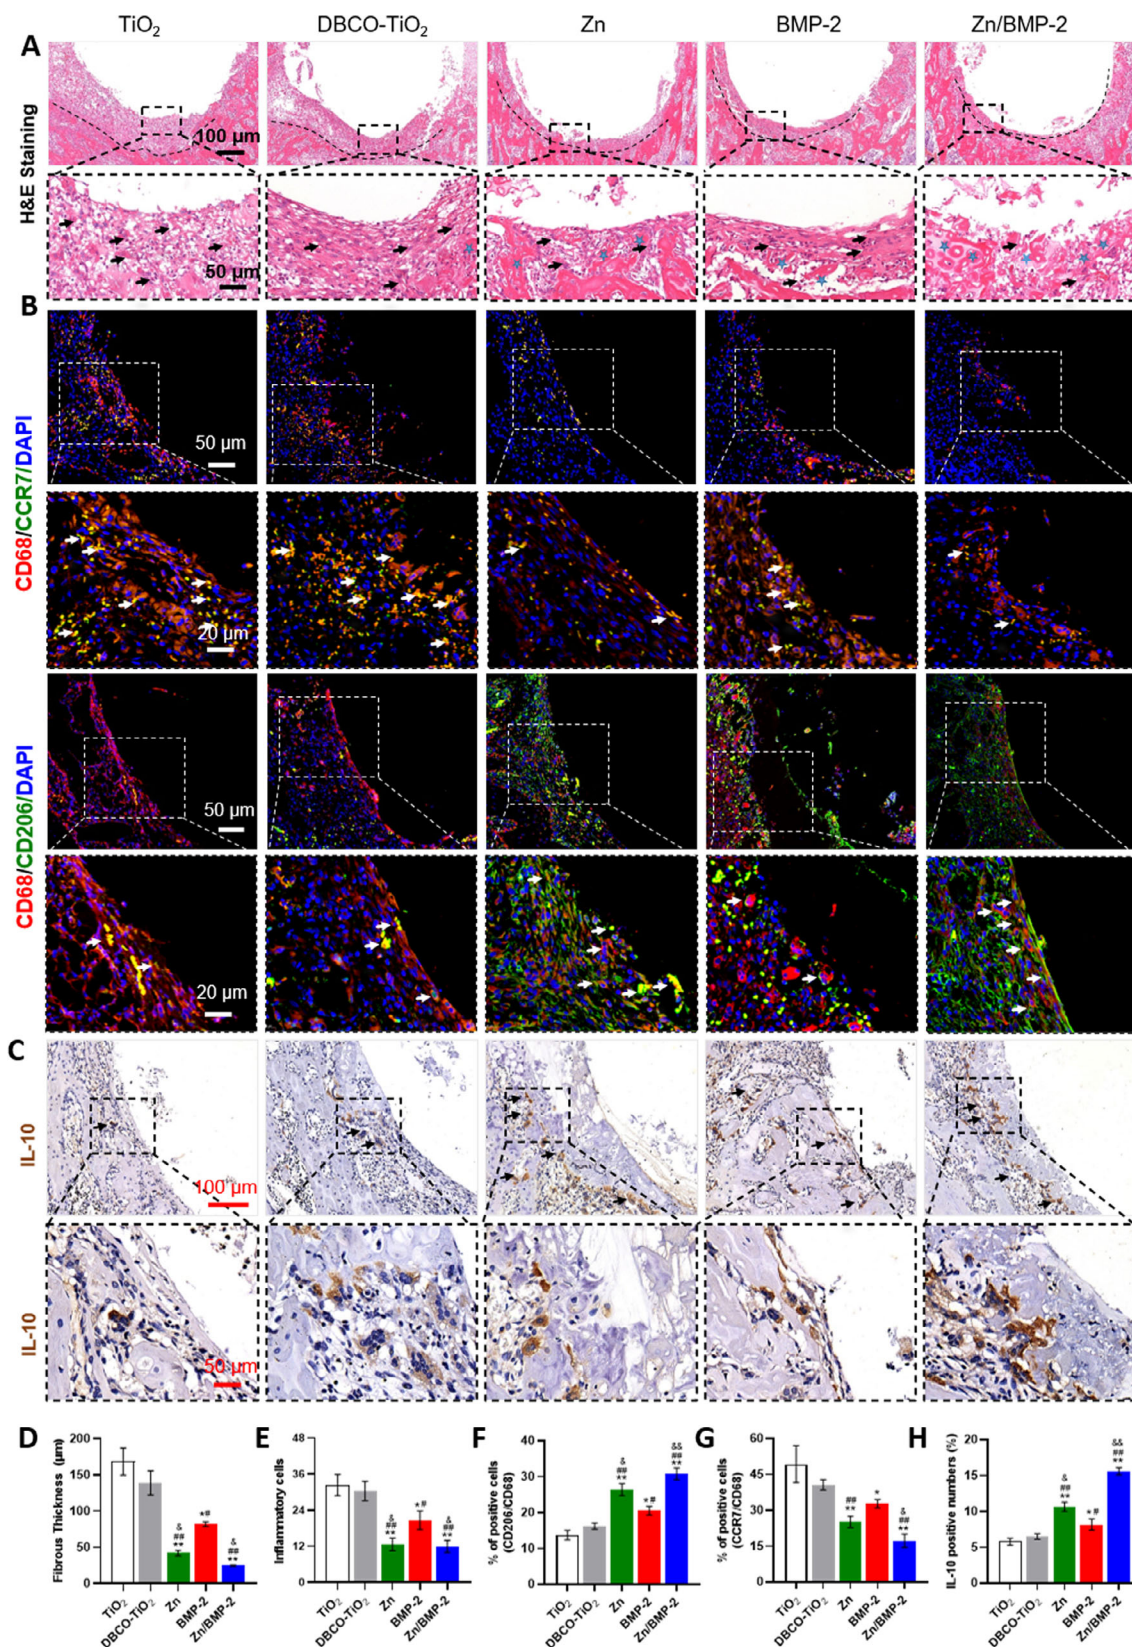 TiO₂ DBCO-TiO₂ Zn BMP-2 Zn/BMP-2
A
H&E Staining
100 µm
50 µm
B
CD68/CCR7/DAPI
50 µm
20 µm
CD68/CD206/DAPI
50 µm
20 µm
C
IL-10
100 µm
IL-10
50 µm
D
Fibrous Thickness (µm)
200
150
100
50
0
&
##
**
*#
&
##
**
TiO₂
DBCO-TiO₂
Zn
BMP-2
Zn/BMP-2
E
Inflammatory cells
48
36
24
12
0
&
##
**
*#
&
##
**
TiO₂
DBCO-TiO₂
Zn
BMP-2
Zn/BMP-2
F
% of positive cells
(CD206/CD68)
40
30
20
10
0
&
##
**
*#
&&
##
**
TiO₂
DBCO-TiO₂
Zn
BMP-2
Zn/BMP-2
G
% of positive cells
(CCR7/CD68)
60
45
30
15
0
##
**
*
&
##
**
TiO₂
DBCO-TiO₂
Zn
BMP-2
Zn/BMP-2
H
IL-10 positive numbers (%)
20
15
10
5
0
&
##
**
*#
&&
##
**
TiO₂
DBCO-TiO₂
Zn
BMP-2
Zn/BMP-2